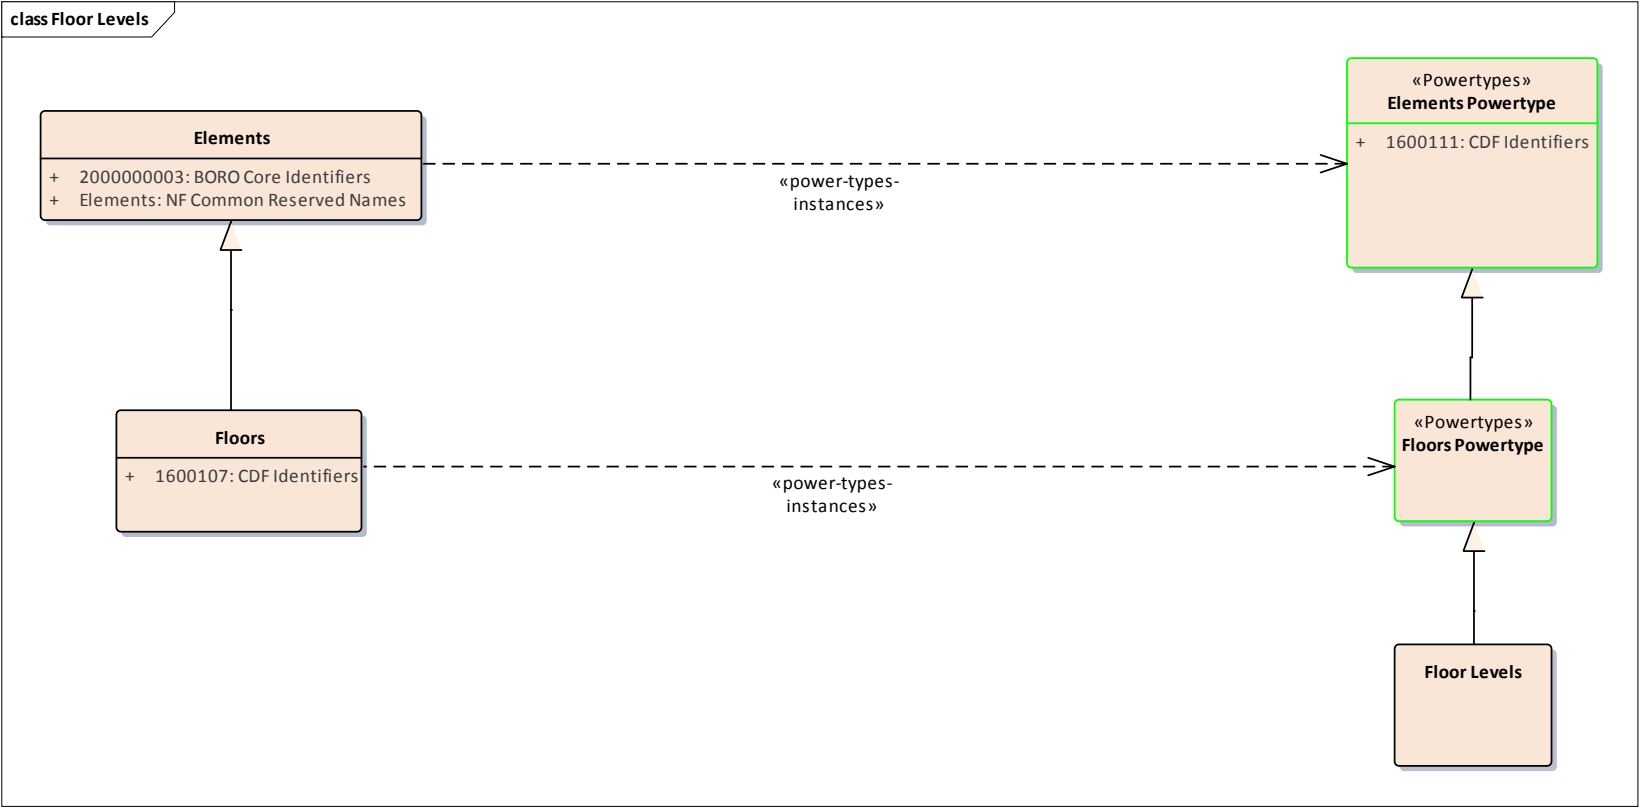 class Floor Levels
«Powertypes»
Elements Powertype
+ 1600111: CDF Identifiers
Elements
+ 2000000003: BORO Core Identifiers
+ Elements: NF Common Reserved Names
«power-types-
instances»
«Powertypes»
Floors Powertype
Floors
+ 1600107: CDF Identifiers
«power-types-
instances»
Floor Levels